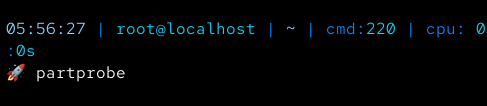 05:56:27 | root@localhost | ~ | cmd:220 | cpu: 0
:0s
🚀 partprobe